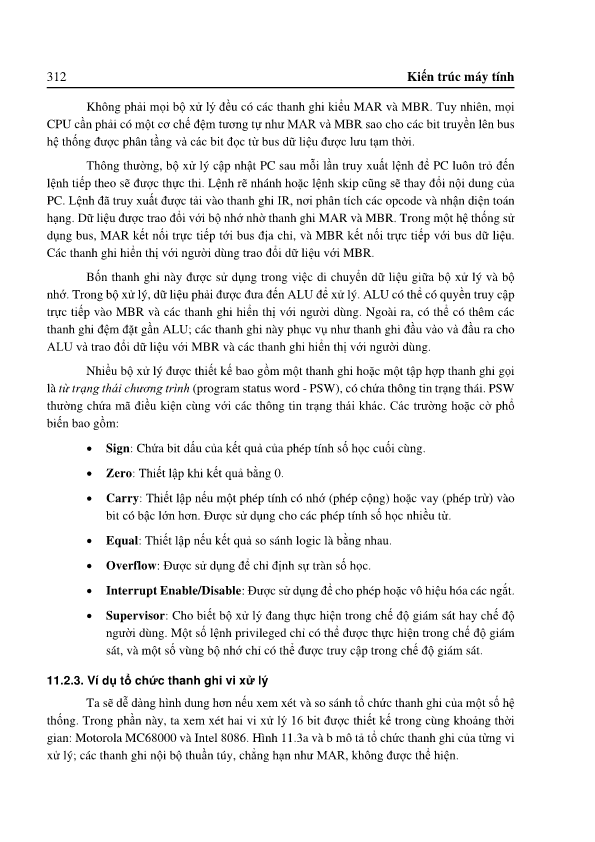 312 Kiến trúc máy tính
Không phải mọi bộ xử lý đều có các thanh ghi kiểu MAR và MBR. Tuy nhiên, mọi
CPU cần phải có một cơ chế đệm tương tự như MAR và MBR sao cho các bit truyền lên bus
hệ thống được phân tầng và các bit đọc từ bus dữ liệu được lưu tạm thời.
Thông thường, bộ xử lý cập nhật PC sau mỗi lần truy xuất lệnh để PC luôn trỏ đến
lệnh tiếp theo sẽ được thực thi. Lệnh rẽ nhánh hoặc lệnh skip cũng sẽ thay đổi nội dung của
PC. Lệnh đã truy xuất được tải vào thanh ghi IR, nơi phân tích các opcode và nhận diện toán
hạng. Dữ liệu được trao đổi với bộ nhớ nhờ thanh ghi MAR và MBR. Trong một hệ thống sử
dụng bus, MAR kết nối trực tiếp tới bus địa chỉ, và MBR kết nối trực tiếp với bus dữ liệu.
Các thanh ghi hiển thị với người dùng trao đổi dữ liệu với MBR.
Bốn thanh ghi này được sử dụng trong việc di chuyển dữ liệu giữa bộ xử lý và bộ
nhớ. Trong bộ xử lý, dữ liệu phải được đưa đến ALU để xử lý. ALU có thể có quyền truy cập
trực tiếp vào MBR và các thanh ghi hiển thị với người dùng. Ngoài ra, có thể có thêm các
thanh ghi đệm đặt gần ALU; các thanh ghi này phục vụ như thanh ghi đầu vào và đầu ra cho
ALU và trao đổi dữ liệu với MBR và các thanh ghi hiển thị với người dùng.
Nhiều bộ xử lý được thiết kế bao gồm một thanh ghi hoặc một tập hợp thanh ghi gọi
là từ trạng thái chương trình (program status word - PSW), có chứa thông tin trạng thái. PSW
thường chứa mã điều kiện cùng với các thông tin trạng thái khác. Các trường hoặc cờ phổ
biến bao gồm:
• Sign: Chứa bit dấu của kết quả của phép tính số học cuối cùng.
• Zero: Thiết lập khi kết quả bằng 0.
• Carry: Thiết lập nếu một phép tính có nhớ (phép cộng) hoặc vay (phép trừ) vào
bit có bậc lớn hơn. Được sử dụng cho các phép tính số học nhiều từ.
• Equal: Thiết lập nếu kết quả so sánh logic là bằng nhau.
• Overflow: Được sử dụng để chỉ định sự tràn số học.
• Interrupt Enable/Disable: Được sử dụng để cho phép hoặc vô hiệu hóa các ngắt.
• Supervisor: Cho biết bộ xử lý đang thực hiện trong chế độ giám sát hay chế độ
người dùng. Một số lệnh privileged chỉ có thể được thực hiện trong chế độ giám
sát, và một số vùng bộ nhớ chỉ có thể được truy cập trong chế độ giám sát.
11.2.3. Ví dụ tổ chức thanh ghi vi xử lý
Ta sẽ dễ dàng hình dung hơn nếu xem xét và so sánh tổ chức thanh ghi của một số hệ
thống. Trong phần này, ta xem xét hai vi xử lý 16 bit được thiết kế trong cùng khoảng thời
gian: Motorola MC68000 và Intel 8086. Hình 11.3a và b mô tả tổ chức thanh ghi của từng vi
xử lý; các thanh ghi nội bộ thuần túy, chẳng hạn như MAR, không được thể hiện.